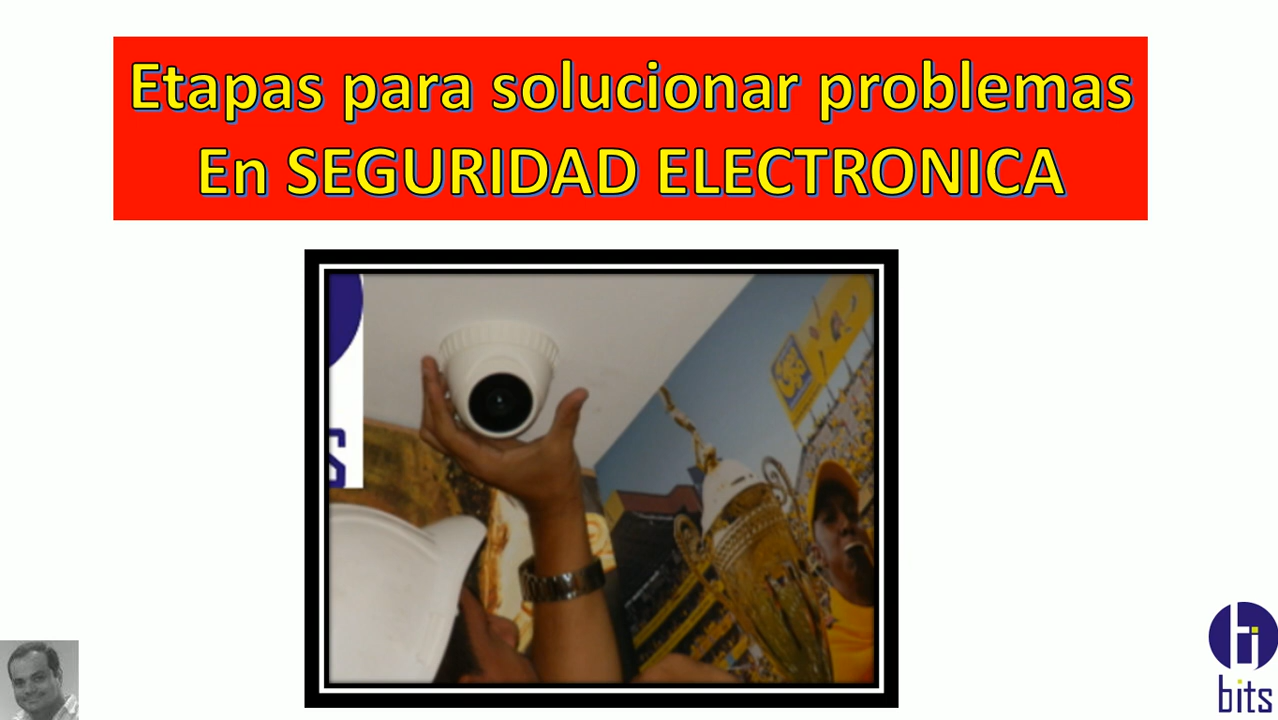 Etapas para solucionar problemas
En SEGURIDAD ELECTRONICA
bits